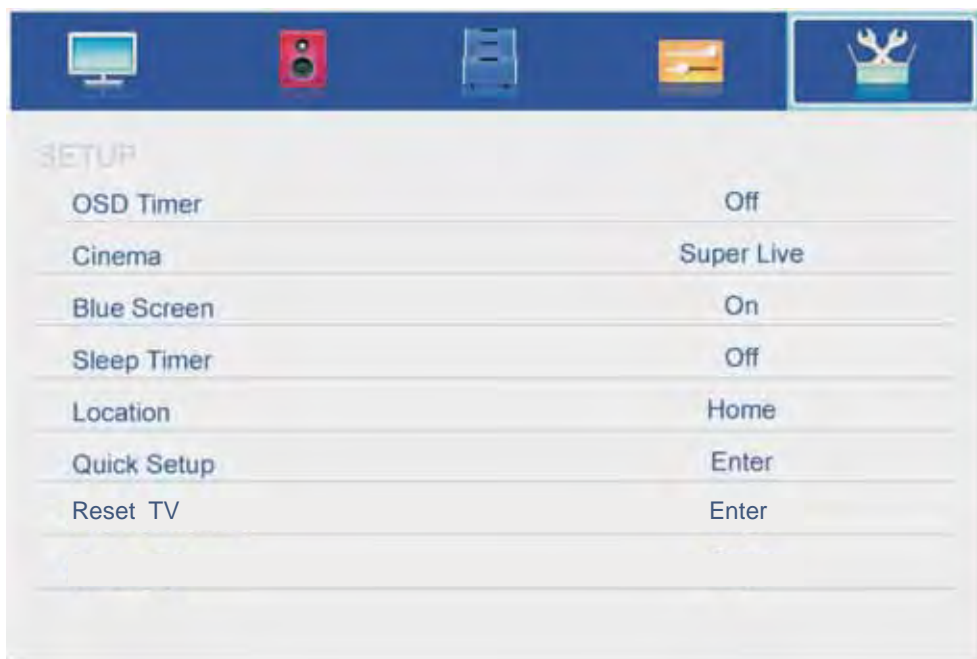 SETUP
OSD Timer Off
Cinema Super Live
Blue Screen On
Sleep Timer Off
Location Home
Quick Setup Enter
Reset TV Enter